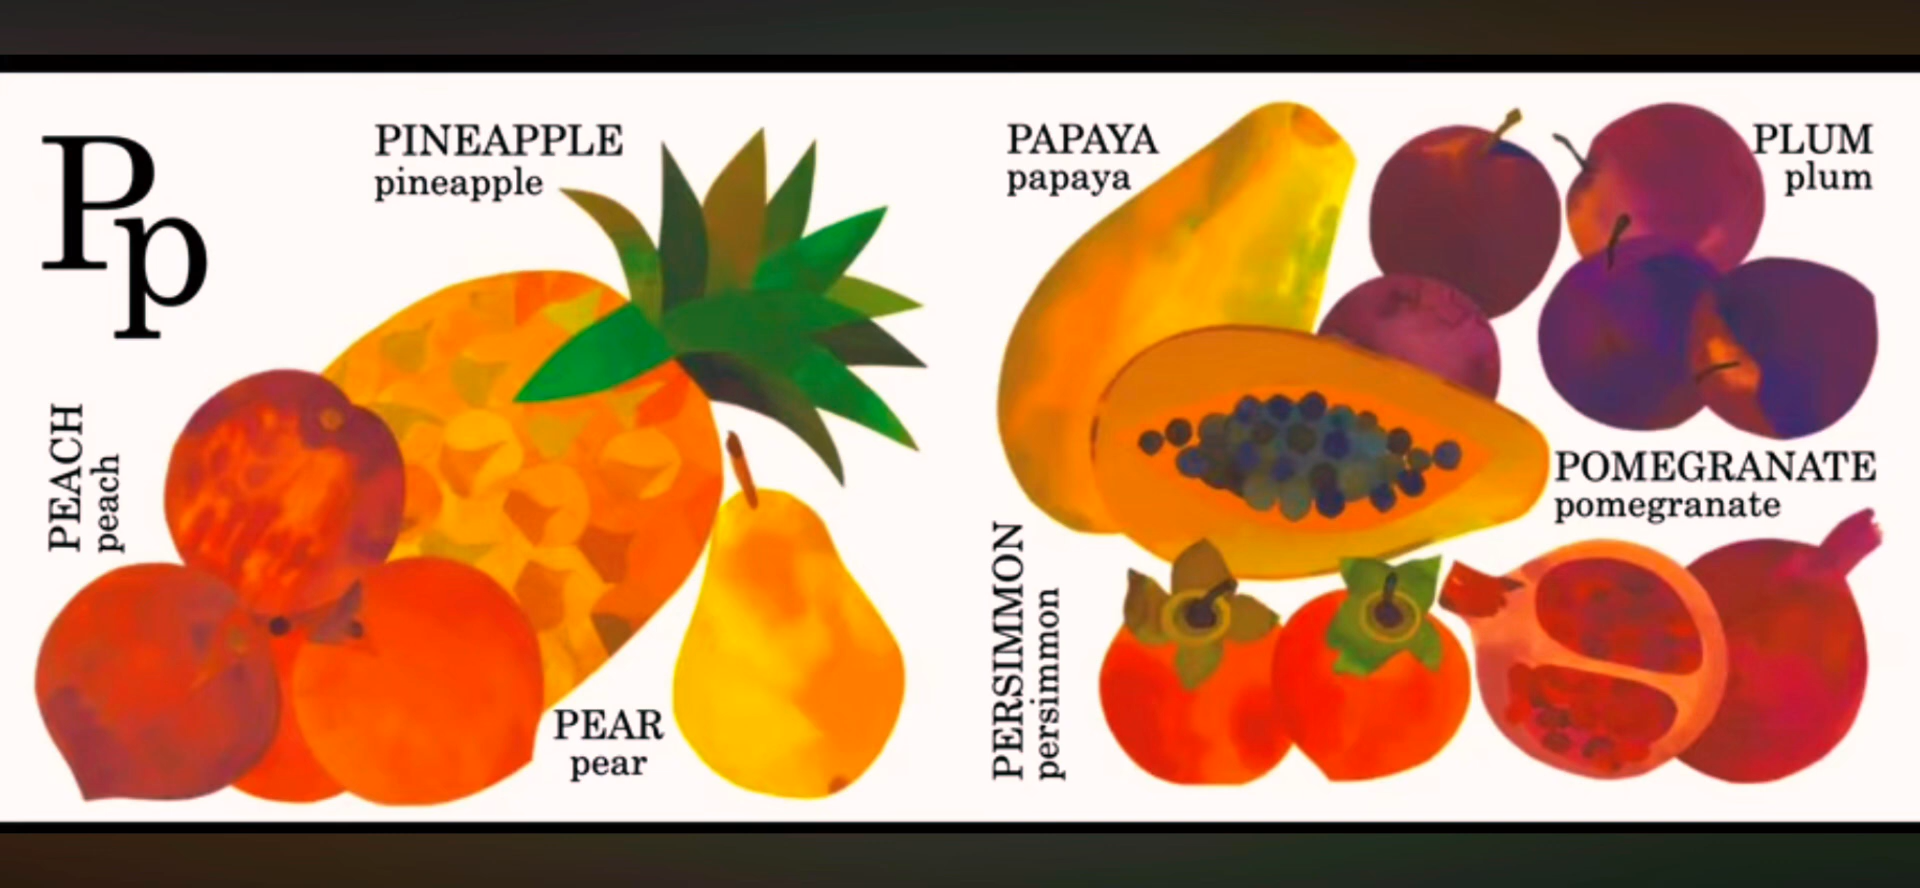 Pp
PINEAPPLE
pineapple
PEACH
peach
PEAR
pear
PAPAYA
papaya
PLUM
plum
POMEGRANATE
pomegranate
PERSIMMON
persimmon